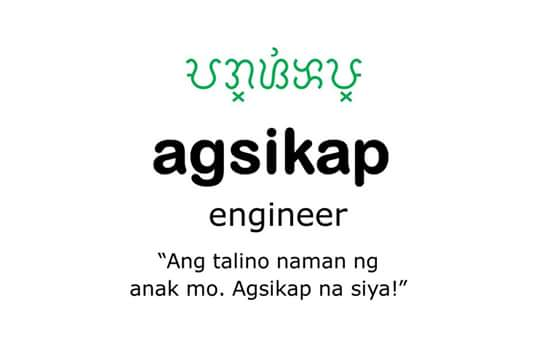 ᜀᜄ᜔ᜐᜒᜃᜉ᜔
agsikap
engineer
“Ang talino naman ng
anak mo. Agsikap na siya!”